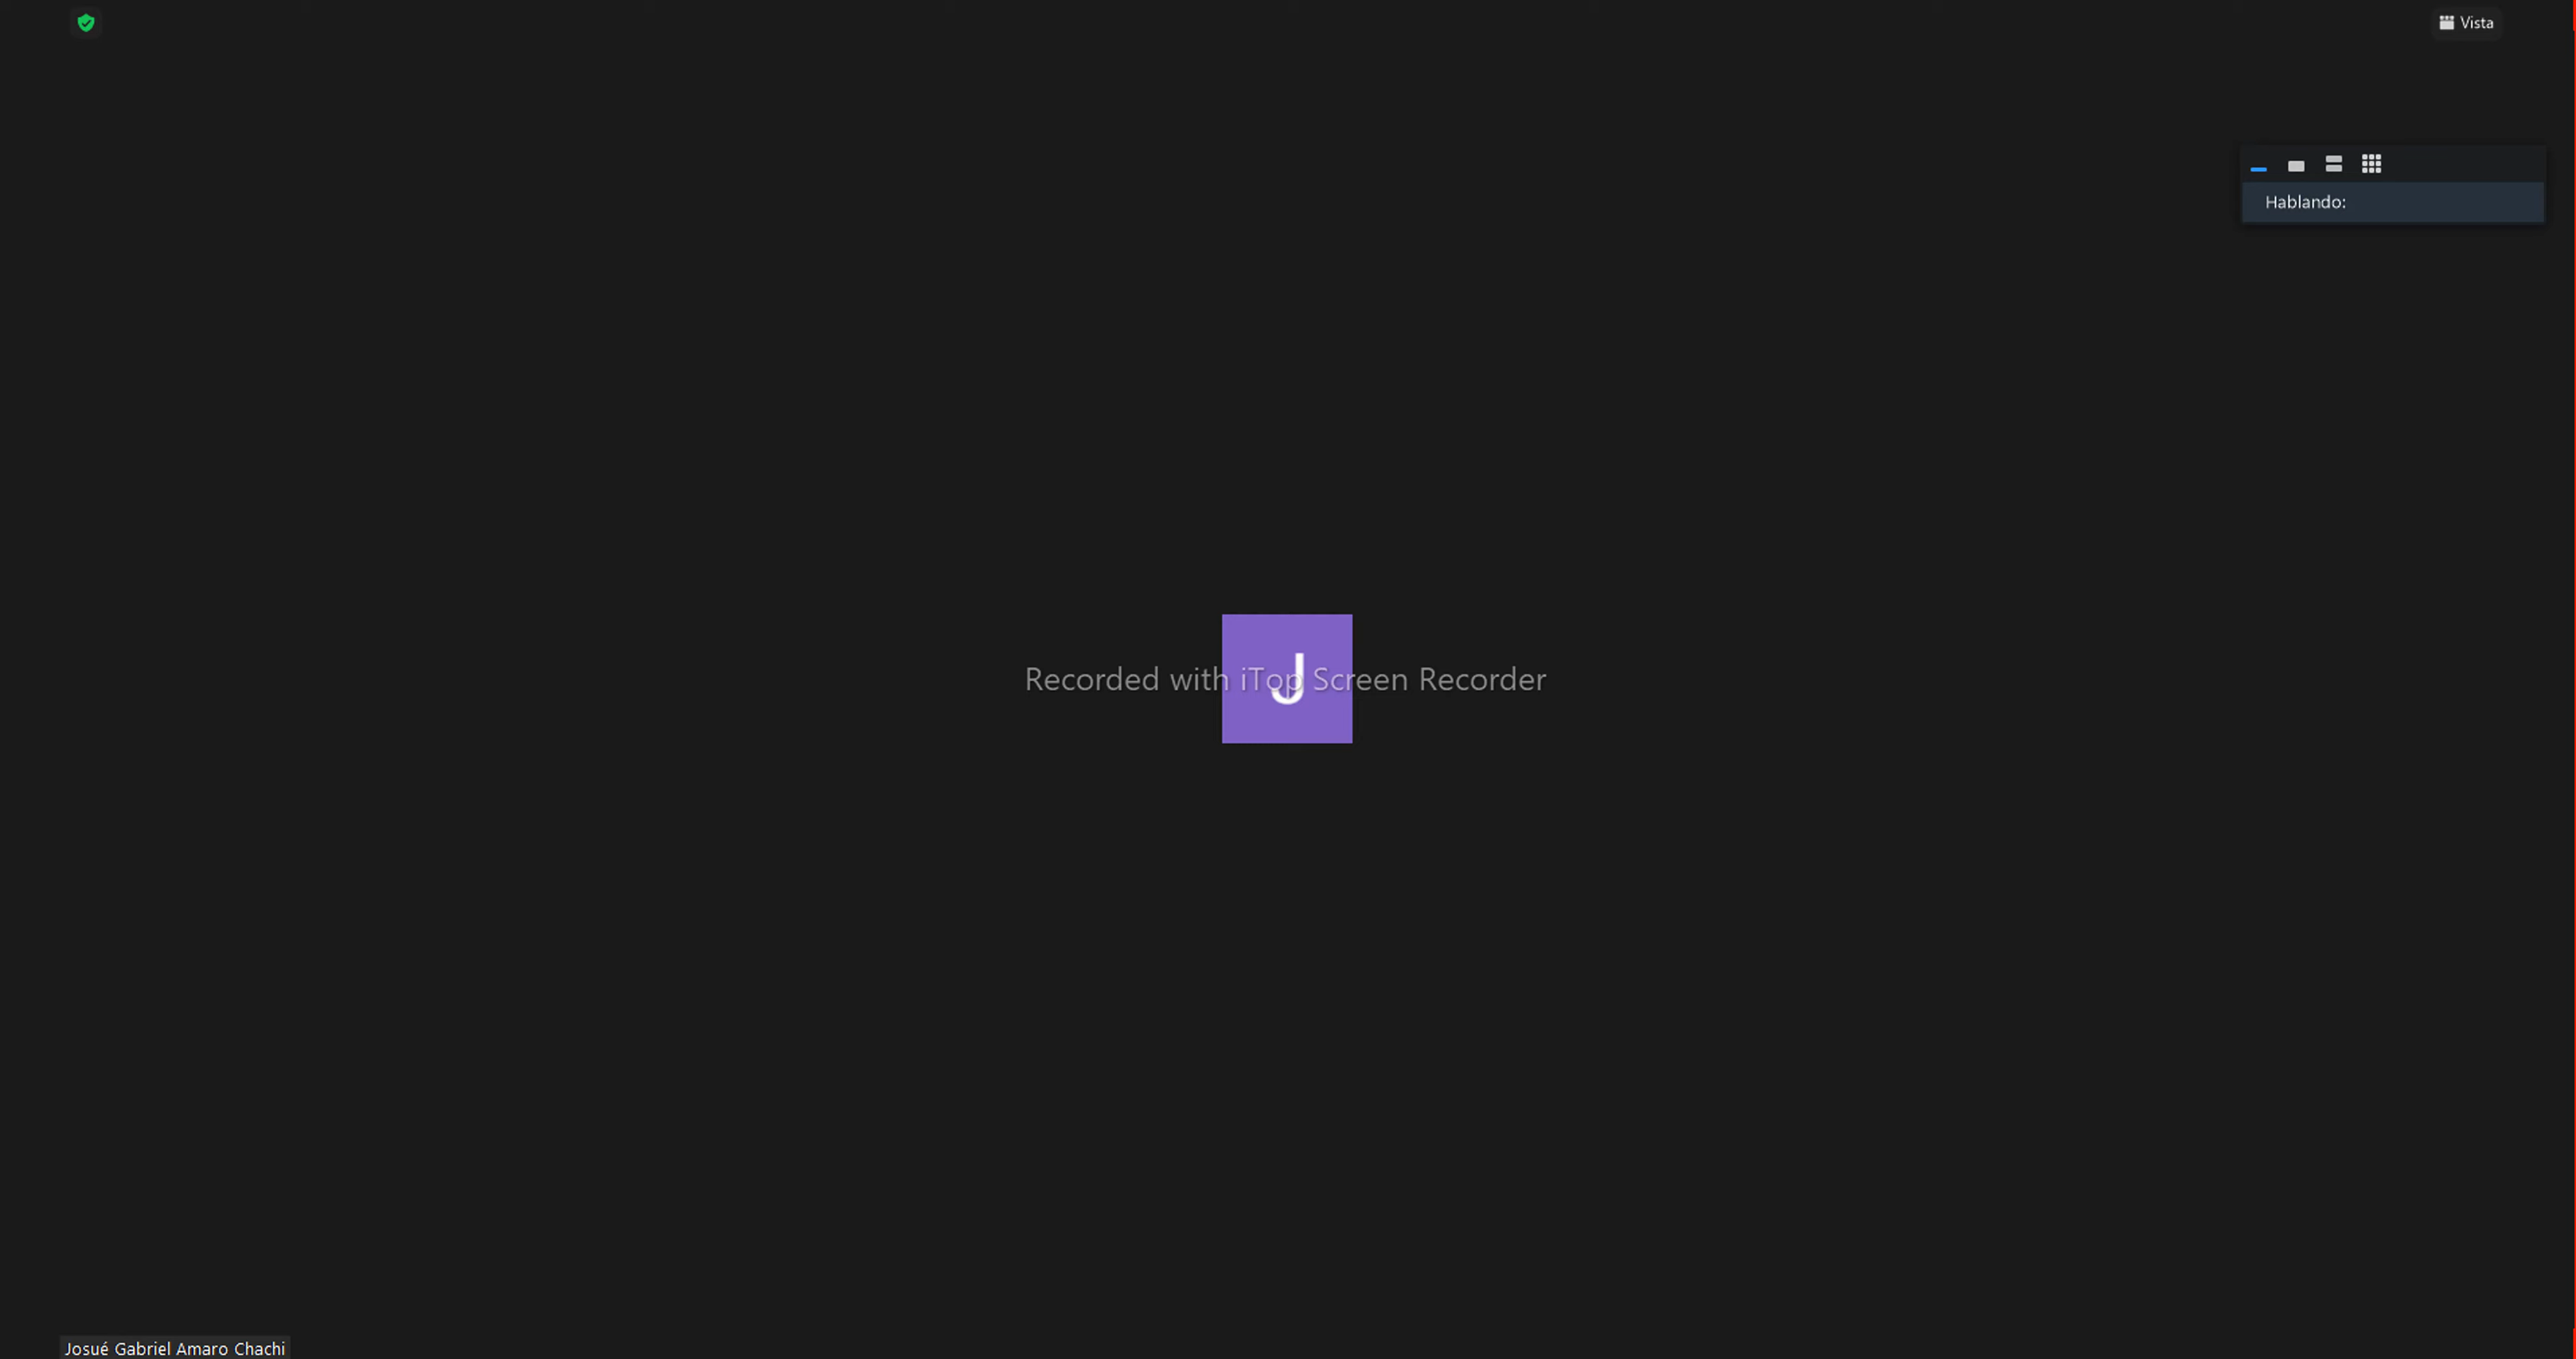 Vista
Hablando:
J
Recorded with iTop Screen Recorder
Josué Gabriel Amaro Chachi